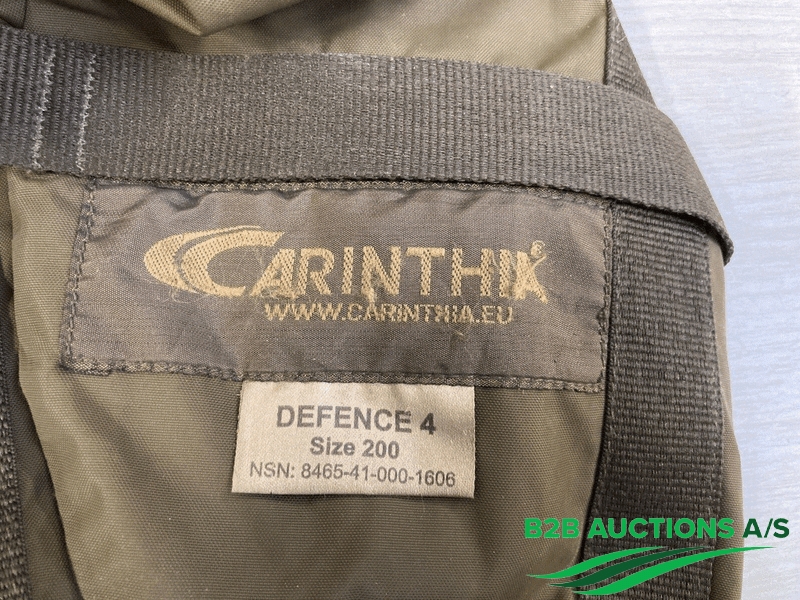 CARINTHIA®
WWW.CARINTHIA.EU
DEFENCE 4
Size 200
NSN: 8465-41-000-1606
B2B AUCTIONS A/S